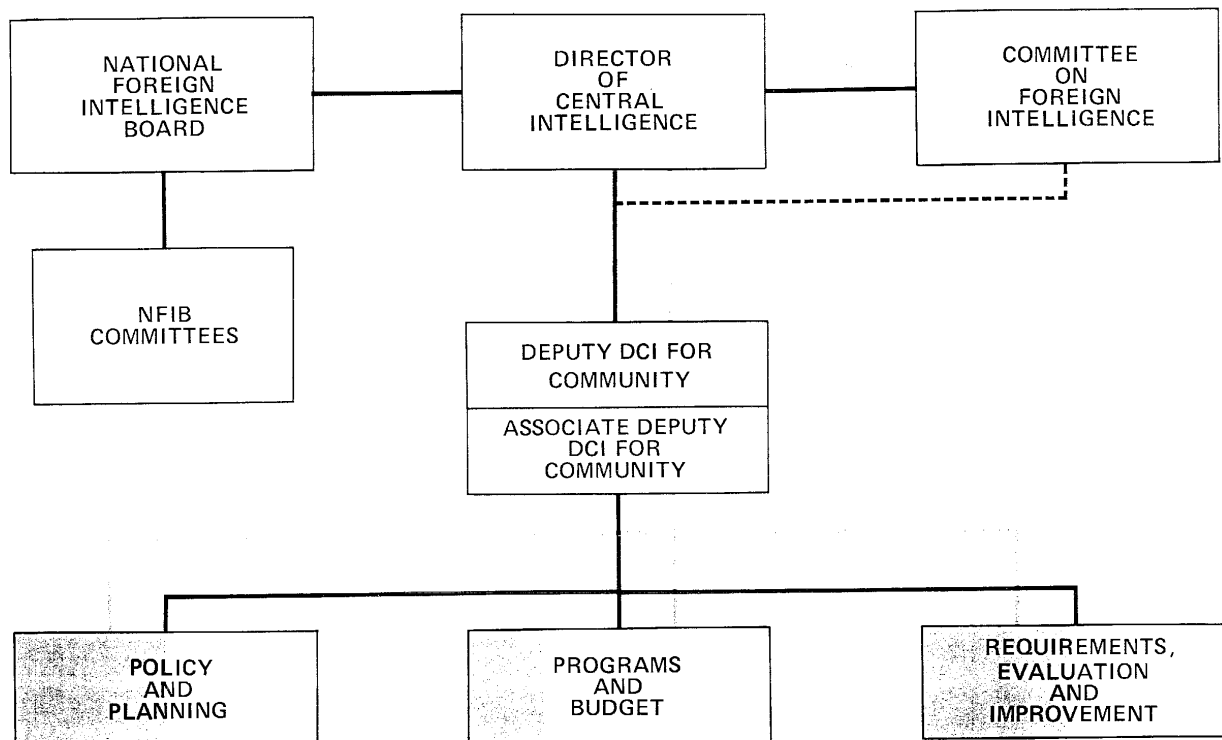 NATIONAL
FOREIGN
INTELLIGENCE
BOARD
DIRECTOR
OF
CENTRAL
INTELLIGENCE
COMMITTEE
ON
FOREIGN
INTELLIGENCE
NFIB
COMMITTEES
DEPUTY DCI FOR
COMMUNITY
ASSOCIATE DEPUTY
DCI FOR
COMMUNITY
POLICY
AND
PLANNING
PROGRAMS
AND
BUDGET
REQUIREMENTS,
EVALUATION
AND
IMPROVEMENT